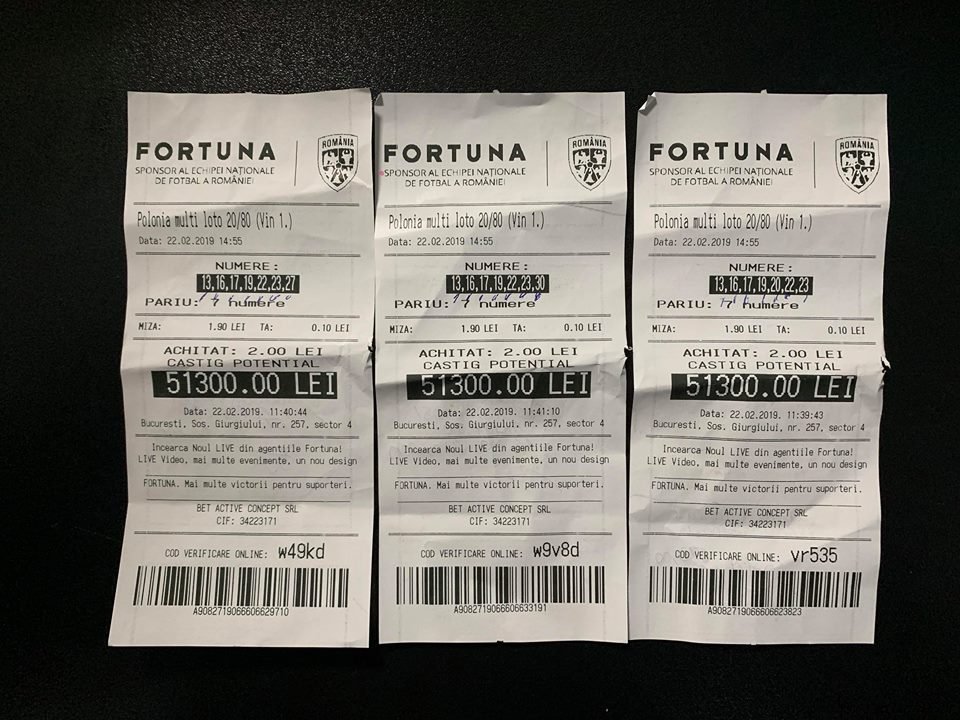 FORTUNA
SPONSOR AL ECHIPEI NAȚIONALE
DE FOTBAL A ROMÂNIEI
ROMÂNIA
Polonia multi loto 20/80 (Vin 1.)
Data: 22.02.2019 14:55
NUMERE:
13,16,17,19,22,23,27
PARIU: 7 numere
MIZA: 1.90 LEI TA: 0.10 LEI
ACHITAT: 2.00 LEI
CASTIG POTENTIAL
51300.00 LEI
Data: 22.02.2019. 11:40:44
Bucuresti, Sos. Giurgiului, nr. 257, sector 4
Incearca Noul LIVE din agentiile Fortuna!
LIVE Video, mai multe evenimente, un nou design
FORTUNA. Mai multe victorii pentru suporteri.
BET ACTIVE CONCEPT SRL
CIF: 34223171
COD VERIFICARE ONLINE: w49kd
A9082719066606629710
FORTUNA
SPONSOR AL ECHIPEI NAȚIONALE
DE FOTBAL A ROMÂNIEI
ROMÂNIA
Polonia multi loto 20/80 (Vin 1.)
Data: 22.02.2019 14:55
NUMERE:
13,16,17,19,22,23,30
PARIU: 7 numere
MIZA: 1.90 LEI TA: 0.10 LEI
ACHITAT: 2.00 LEI
CASTIG POTENTIAL
51300.00 LEI
Data: 22.02.2019. 11:41:10
Bucuresti, Sos. Giurgiului, nr. 257, sector 4
Incearca Noul LIVE din agentiile Fortuna!
LIVE Video, mai multe evenimente, un nou design
FORTUNA. Mai multe victorii pentru suporteri.
BET ACTIVE CONCEPT SRL
CIF: 34223171
COD VERIFICARE ONLINE: w9v8d
A9082719066606633191
FORTUNA
SPONSOR AL ECHIPEI NAȚIONALE
DE FOTBAL A ROMÂNIEI
ROMÂNIA
Polonia multi loto 20/80 (Vin 1.)
Data: 22.02.2019 14:55
NUMERE:
13,16,17,19,20,22,23
PARIU: 7 numere
MIZA: 1.90 LEI TA: 0.10 LEI
ACHITAT: 2.00 LEI
CASTIG POTENTIAL
51300.00 LEI
Data: 22.02.2019. 11:39:43
Bucuresti, Sos. Giurgiului, nr. 257, sector 4
Incearca Noul LIVE din agentiile Fortuna!
LIVE Video, mai multe evenimente, un nou design
FORTUNA. Mai multe victorii pentru suporteri.
BET ACTIVE CONCEPT SRL
CIF: 34223171
COD VERIFICARE ONLINE: vr535
A9082719066606623823